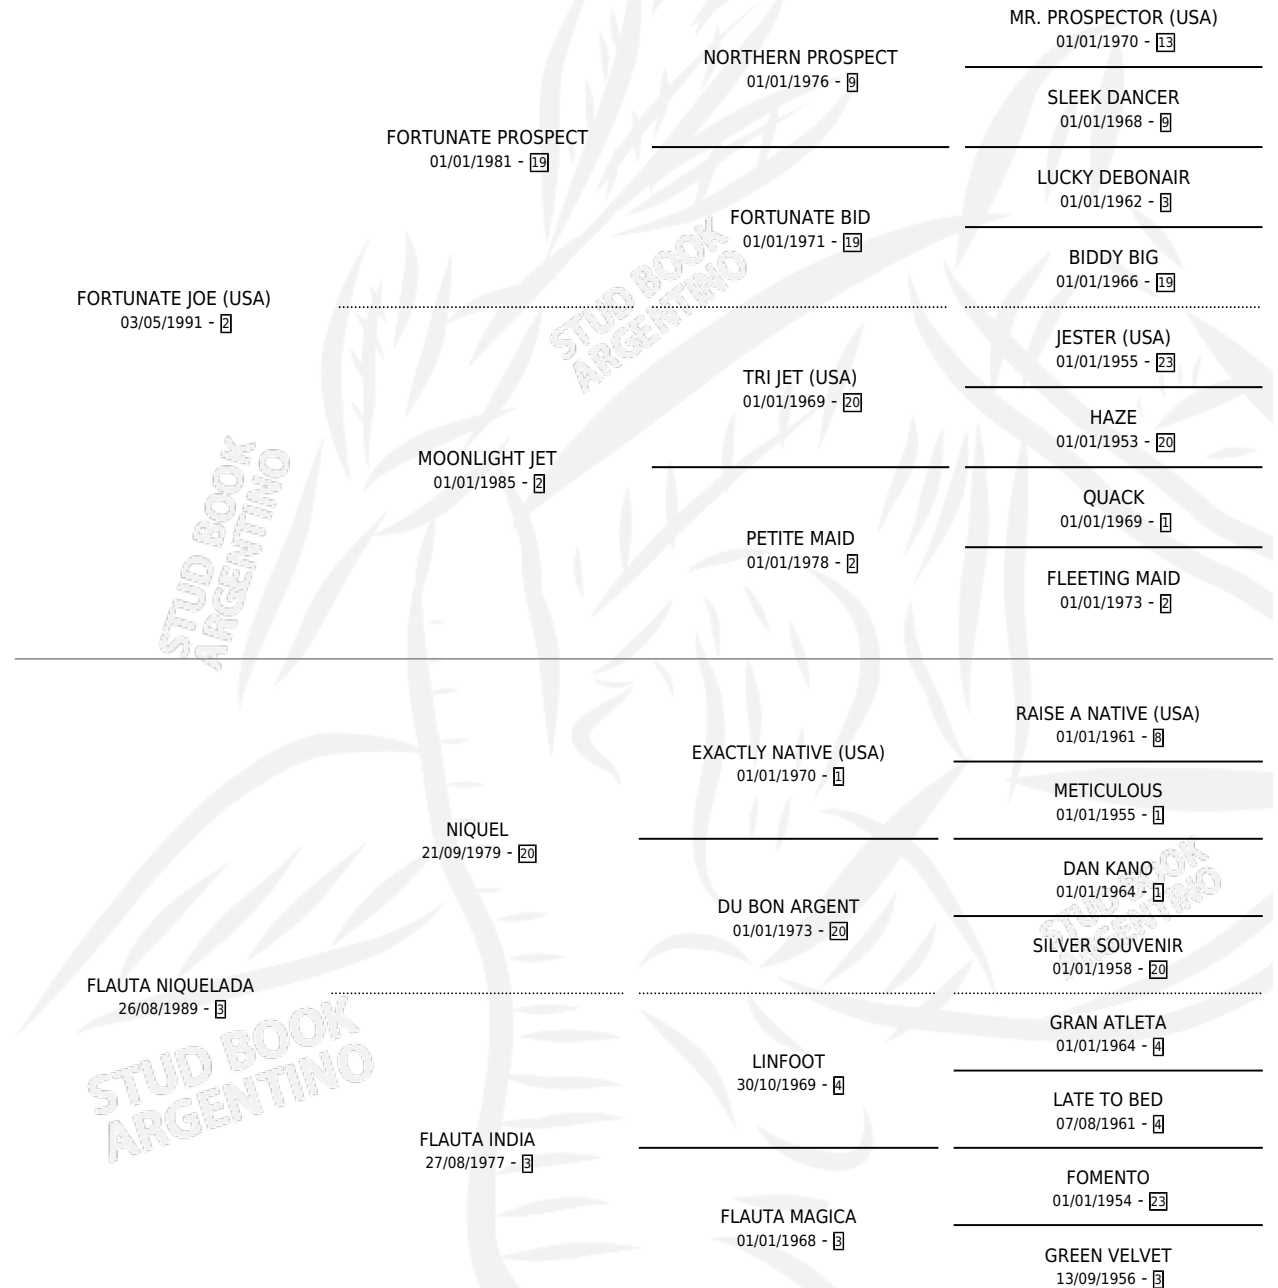 MR. PROSPECTOR (USA)
01/01/1970 - 13
NORTHERN PROSPECT
01/01/1976 - 9
SLEEK DANCER
01/01/1968 - 9
FORTUNATE PROSPECT
01/01/1981 - 19
LUCKY DEBONAIR
01/01/1962 - 3
FORTUNATE BID
01/01/1971 - 19
BIDDY BIG
01/01/1966 - 19
FORTUNATE JOE (USA)
03/05/1991 - 2
STUD BOOK
ARGENTINO
JESTER (USA)
01/01/1955 - 23
TRI JET (USA)
01/01/1969 - 20
HAZE
01/01/1953 - 20
MOONLIGHT JET
01/01/1985 - 2
QUACK
01/01/1969 - 1
PETITE MAID
01/01/1978 - 2
FLEETING MAID
01/01/1973 - 2
STUD BOOK
ARGENTINO
RAISE A NATIVE (USA)
01/01/1961 - 8
EXACTLY NATIVE (USA)
01/01/1970 - 1
METICULOUS
01/01/1955 - 1
NIQUEL
21/09/1979 - 20
DAN KANO
01/01/1964 - 1
DU BON ARGENT
01/01/1973 - 20
STUD BOOK
ARGENTINO
SILVER SOUVENIR
01/01/1958 - 20
FLAUTA NIQUELADA
26/08/1989 - 3
STUD BOOK
ARGENTINO
GRAN ATLETA
01/01/1964 - 4
LINFOOT
30/10/1969 - 4
LATE TO BED
07/08/1961 - 4
FLAUTA INDIA
27/08/1977 - 3
FOMENTO
01/01/1954 - 23
FLAUTA MAGICA
01/01/1968 - 3
GREEN VELVET
13/09/1956 - 3